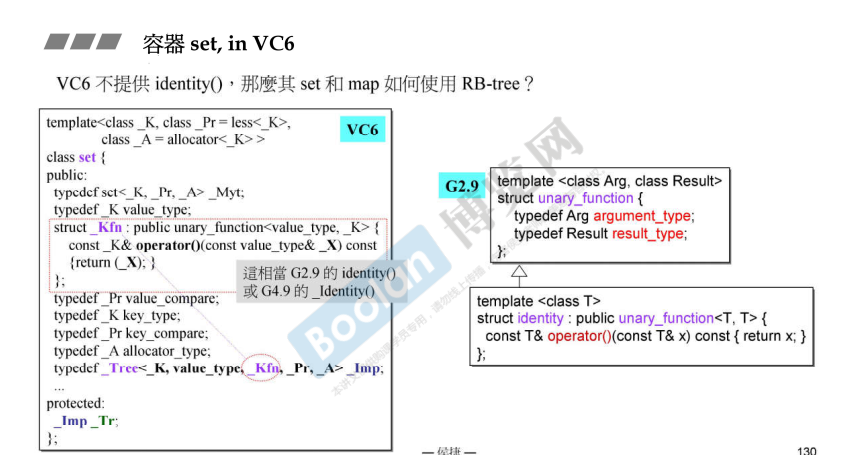 容器 set, in VC6
VC6 不提供 identity()，那麼其 set 和 map 如何使用 RB-tree？
template<class _K, class _Pr = less<_K>,
class _A = allocator<_K> >
class set {
public:
typedef set<_K, _Pr, _A> _Myt;
typedef _K value_type;
struct _Kfn : public unary_function<value_type, _K> {
const _K& operator()(const value_type& _X) const
{return (_X); }
};
typedef _Pr value_compare;
typedef _K key_type;
typedef _Pr key_compare;
typedef _A allocator_type;
typedef _Tree<_K, value_type, _Kfn, _Pr, _A> _Imp;
...
protected:
_Imp _Tr;
};
VC6
這相當 G2.9 的 identity()
或 G4.9 的 _Identity()
G2.9
template <class Arg, class Result>
struct unary_function {
typedef Arg argument_type;
typedef Result result_type;
};
template <class T>
struct identity : public unary_function<T, T> {
const T& operator()(const T& x) const { return x; }
};
Boolan 博览网
— 侯捷 —
130